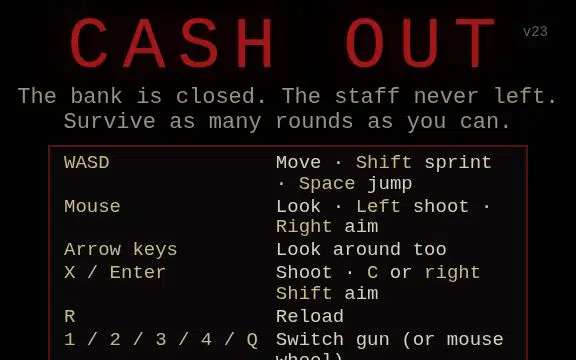 CASH OUT v23
The bank is closed. The staff never left.
Survive as many rounds as you can.
WASD Move · Shift sprint
· Space jump
Mouse Look · Left shoot ·
Right aim
Arrow keys Look around too
X / Enter Shoot · C or right
Shift aim
R Reload
1 / 2 / 3 / 4 / Q Switch gun (or mouse
wheel)